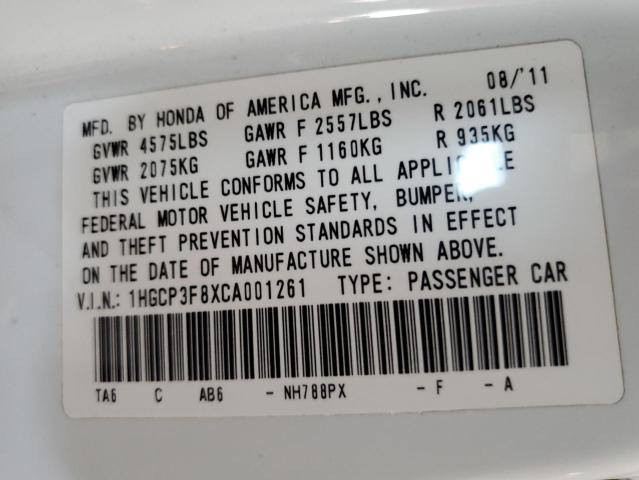 MFD. BY HONDA OF AMERICA MFG., INC. 08/'11
GVWR 4575LBS GAWR F 2557LBS R 2061LBS
GVWR 2075KG GAWR F 1160KG R 935KG
THIS VEHICLE CONFORMS TO ALL APPLICABLE
FEDERAL MOTOR VEHICLE SAFETY, BUMPER,
AND THEFT PREVENTION STANDARDS IN EFFECT
ON THE DATE OF MANUFACTURE SHOWN ABOVE.
V.I.N.: 1HGCP3F8XCA001261 TYPE: PASSENGER CAR
TA6 C AB6 - NH788PX - F - A